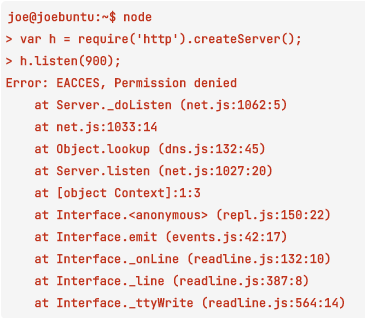 joe@joebuntu:~$ node
> var h = require('http').createServer();
> h.listen(900);
Error: EACCES, Permission denied
    at Server._doListen (net.js:1062:5)
    at net.js:1033:14
    at Object.lookup (dns.js:132:45)
    at Server.listen (net.js:1027:20)
    at [object Context]:1:3
    at Interface.<anonymous> (repl.js:150:22)
    at Interface.emit (events.js:42:17)
    at Interface._onLine (readline.js:132:10)
    at Interface._line (readline.js:387:8)
    at Interface._ttyWrite (readline.js:564:14)